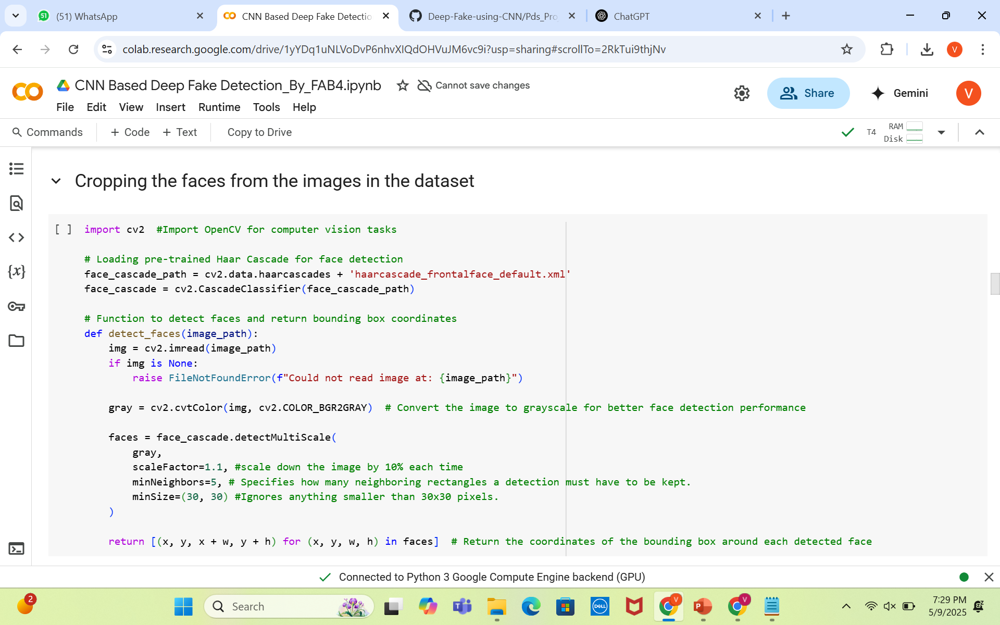 51
(51) WhatsApp
CNN Based Deep Fake Detectio
Deep-Fake-using-CNN/Pds_Pro
ChatGPT
colab.research.google.com/drive/1yYDq1uNLVoDvP6nhvXIQdOHVuJM6vc9i?usp=sharing#scrollTo=2RkTui9thjNv
V
CNN Based Deep Fake Detection_By_FAB4.ipynb
Cannot save changes
Share
Gemini
V
File Edit View Insert Runtime Tools Help
Commands + Code + Text Copy to Drive
T4 RAM
Disk
Cropping the faces from the images in the dataset
[ ] import cv2  #Import OpenCV for computer vision tasks
# Loading pre-trained Haar Cascade for face detection
face_cascade_path = cv2.data.haarcascades + 'haarcascade_frontalface_default.xml'
face_cascade = cv2.CascadeClassifier(face_cascade_path)
# Function to detect faces and return bounding box coordinates
def detect_faces(image_path):
    img = cv2.imread(image_path)
    if img is None:
        raise FileNotFoundError(f"Could not read image at: {image_path}")
    gray = cv2.cvtColor(img, cv2.COLOR_BGR2GRAY)  # Convert the image to grayscale for better face detection performance
    faces = face_cascade.detectMultiScale(
        gray,
        scaleFactor=1.1, #scale down the image by 10% each time
        minNeighbors=5, # Specifies how many neighboring rectangles a detection must have to be kept.
        minSize=(30, 30) #Ignores anything smaller than 30x30 pixels.
    )
    return [(x, y, x + w, y + h) for (x, y, w, h) in faces]  # Return the coordinates of the bounding box around each detected face
{x}
Connected to Python 3 Google Compute Engine backend (GPU)
2
Search
DELL
V
P
V
7:29 PM
5/9/2025